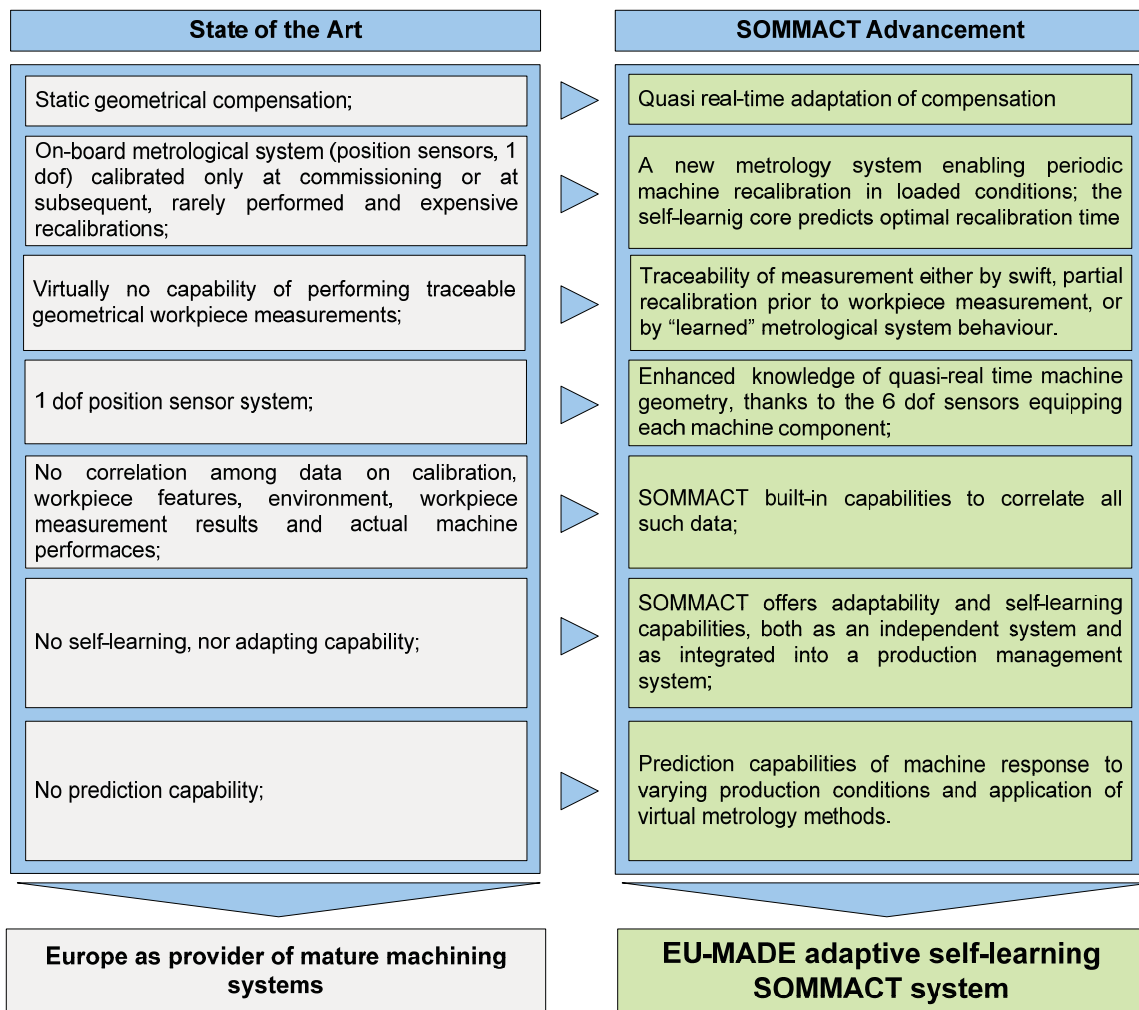 State of the Art
SOMMACT Advancement
Static geometrical compensation;
Quasi real-time adaptation of compensation
On-board metrological system (position sensors, 1
dof) calibrated only at commissioning or at
subsequent, rarely performed and expensive
recalibrations;
A new metrology system enabling periodic
machine recalibration in loaded conditions; the
self-learnig core predicts optimal recalibration time
Virtually no capability of performing traceable
geometrical workpiece measurements;
Traceability of measurement either by swift, partial
recalibration prior to workpiece measurement, or
by “learned” metrological system behaviour.
1 dof position sensor system;
Enhanced knowledge of quasi-real time machine
geometry, thanks to the 6 dof sensors equipping
each machine component;
No correlation among data on calibration,
workpiece features, environment, workpiece
measurement results and actual machine
performaces;
SOMMACT built-in capabilities to correlate all
such data;
No self-learning, nor adapting capability;
SOMMACT offers adaptability and self-learning
capabilities, both as an independent system and
as integrated into a production management
system;
No prediction capability;
Prediction capabilities of machine response to
varying production conditions and application of
virtual metrology methods.
Europe as provider of mature machining
systems
EU-MADE adaptive self-learning
SOMMACT system